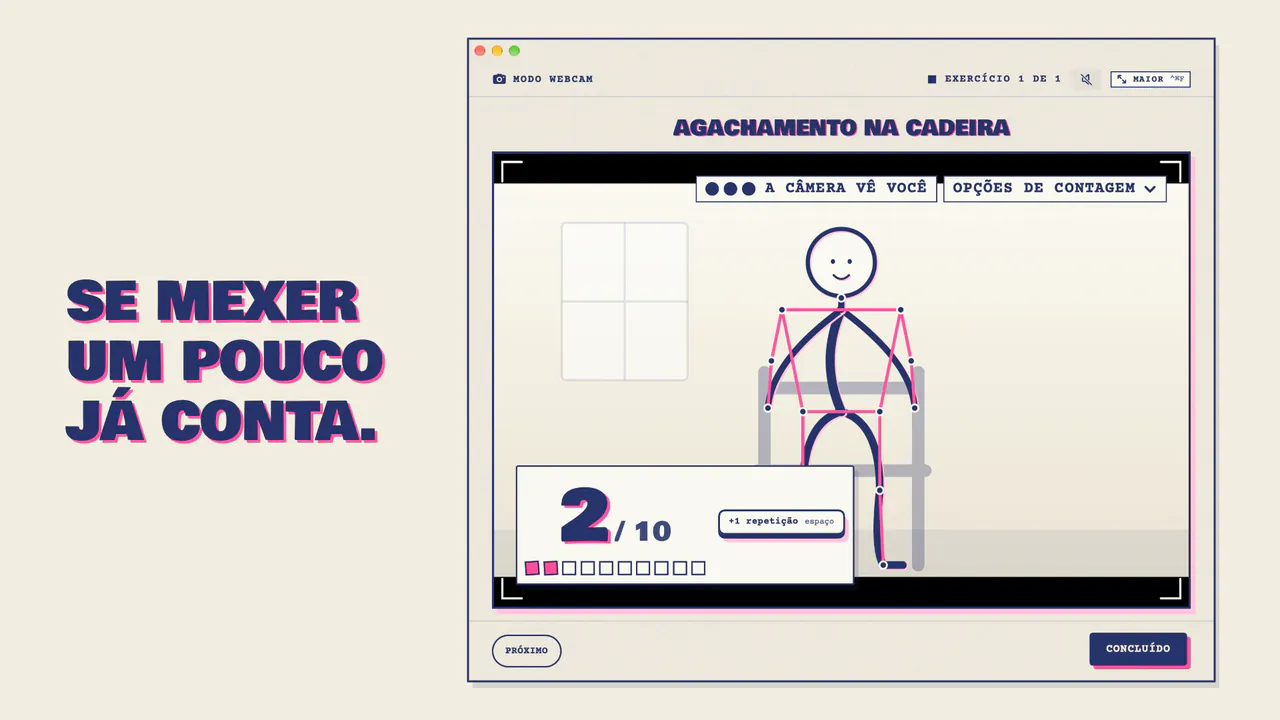 SE MEXER
UM POUCO
JÁ CONTA.
MODO WEBCAM
EXERCÍCIO 1 DE 1
MAIOR ^⌘F
AGACHAMENTO NA CADEIRA
A CÂMERA VÊ VOCÊ
OPÇÕES DE CONTAGEM
2 / 10
+1 repetição espaço
PRÓXIMO
CONCLUÍDO